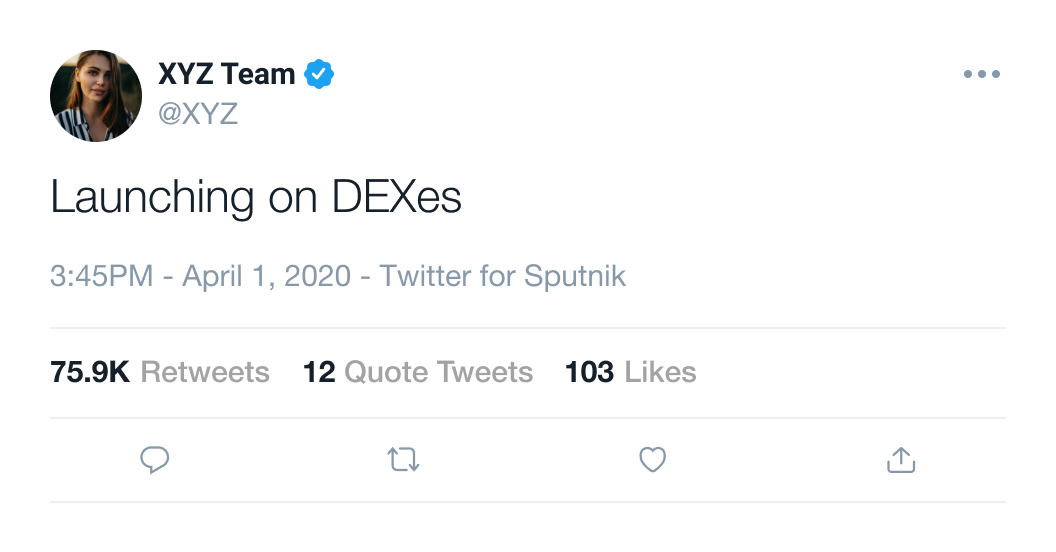 XYZ Team
@XYZ
Launching on DEXes
3:45PM - April 1, 2020 - Twitter for Sputnik
75.9K Retweets 12 Quote Tweets 103 Likes